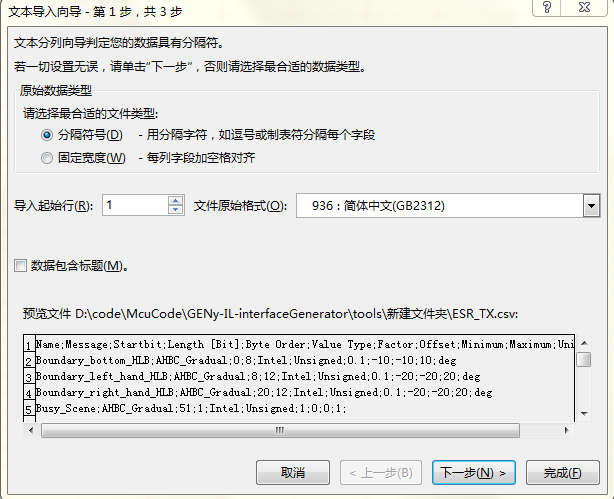 文本导入向导 - 第 1 步，共 3 步
文本分列向导判定您的数据具有分隔符。
若一切设置无误，请单击“下一步”，否则请选择最合适的数据类型。
原始数据类型
请选择最合适的文件类型:
分隔符号(D) - 用分隔字符，如逗号或制表符分隔每个字段
固定宽度(W) - 每列字段加空格对齐
导入起始行(R): 1 文件原始格式(O): 936 : 简体中文(GB2312)
数据包含标题(M)。
预览文件 D:\code\McuCode\GENy-IL-interfaceGenerator\tools\新建文件夹\ESR_TX.csv:
1 Name;Message;Startbit;Length [Bit];Byte Order;Value Type;Factor;Offset;Minimum;Maximum;Uni
2 Boundary_bottom_HLB;AHBC_Gradual;0;8;Intel;Unsigned;0.1;-10;-10;10;deg
3 Boundary_left_hand_HLB;AHBC_Gradual;8;12;Intel;Unsigned;0.1;-20;-20;20;deg
4 Boundary_right_hand_HLB;AHBC_Gradual;20;12;Intel;Unsigned;0.1;-20;-20;20;deg
5 Busy_Scene;AHBC_Gradual;51;1;Intel;Unsigned;1;0;0;1;
取消 < 上一步(B) 下一步(N) > 完成(F)